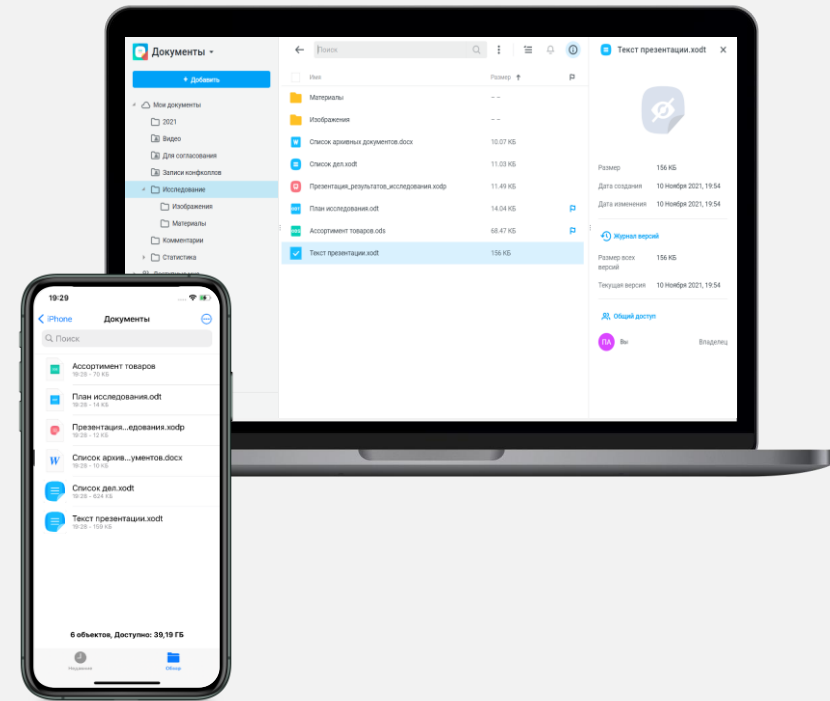 Документы
Поиск
Текст презентации.xodt
+ Добавить
Имя
Размер
Мои документы
2021
Видео
Для согласования
Записи конфколлов
Исследование
Изображения
Материалы
Комментарии
Статистика
Материалы
– –
Изображения
– –
Список архивных документов.docx
10.07 КБ
Список дел.xodt
11.03 КБ
Презентация_результатов_исследования.xodp
11.49 КБ
План исследования.odt
14.04 КБ
Ассортимент товаров.ods
68.47 КБ
Текст презентации.xodt
156 КБ
Размер
156 КБ
Дата создания
10 Ноября 2021, 19:54
Дата изменения
10 Ноября 2021, 19:54
Журнал версий
Размер всех
версий
156 КБ
Текущая версия
10 Ноября 2021, 19:54
Общий доступ
ПА
Вы
Владелец
19:29
iPhone
Документы
Поиск
Ассортимент товаров
19:28 – 70 КБ
План исследования.odt
19:28 – 14 КБ
Презентация...едования.xodp
19:28 – 12 КБ
W
Список архив...ументов.docx
19:28 – 10 КБ
Список дел.xodt
19:28 – 624 КБ
Текст презентации.xodt
19:28 – 159 КБ
6 объектов, Доступно: 39,19 ГБ
Недавние
Обзор